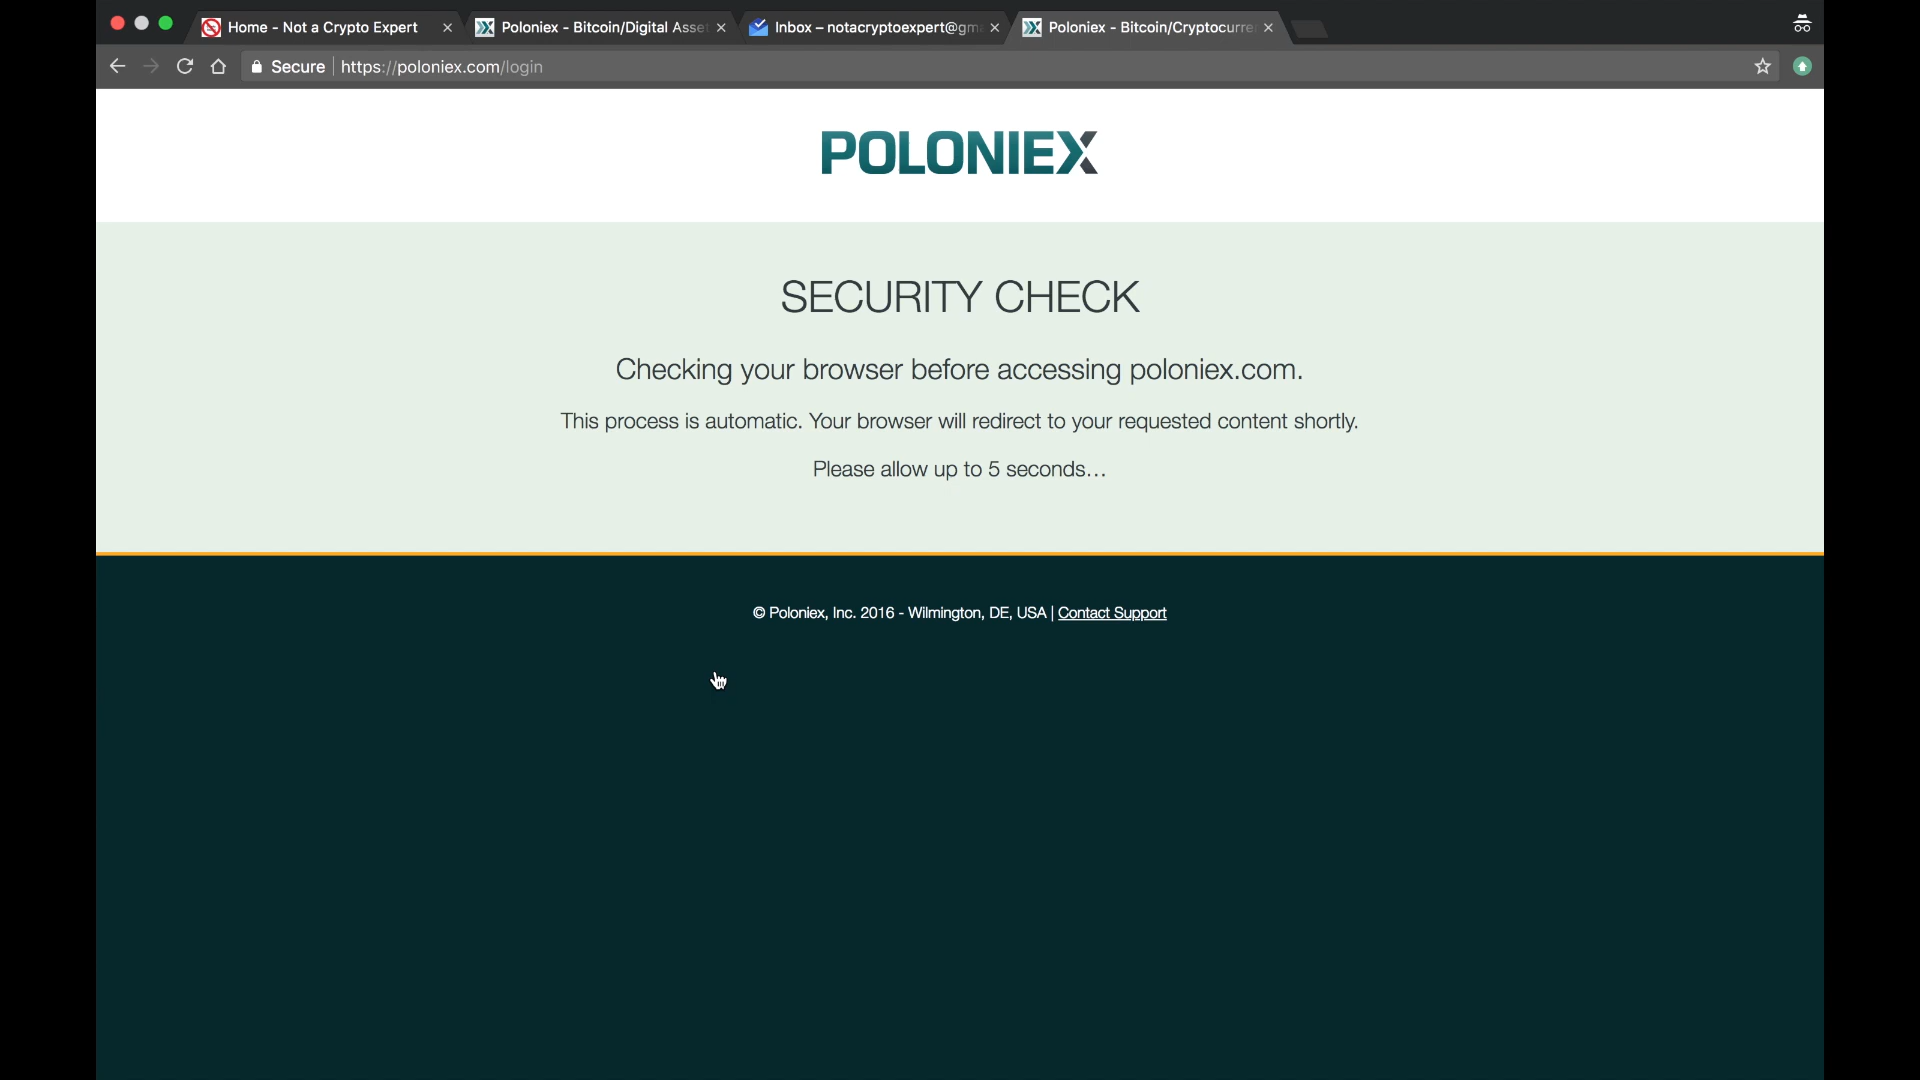 Home - Not a Crypto Expert
Poloniex - Bitcoin/Digital Asset
Inbox – notacryptoexpert@gm
Poloniex - Bitcoin/Cryptocurre
Secure
https://poloniex.com/login
POLONIEX
SECURITY CHECK
Checking your browser before accessing poloniex.com.
This process is automatic. Your browser will redirect to your requested content shortly.
Please allow up to 5 seconds…
© Poloniex, Inc. 2016 - Wilmington, DE, USA | Contact Support